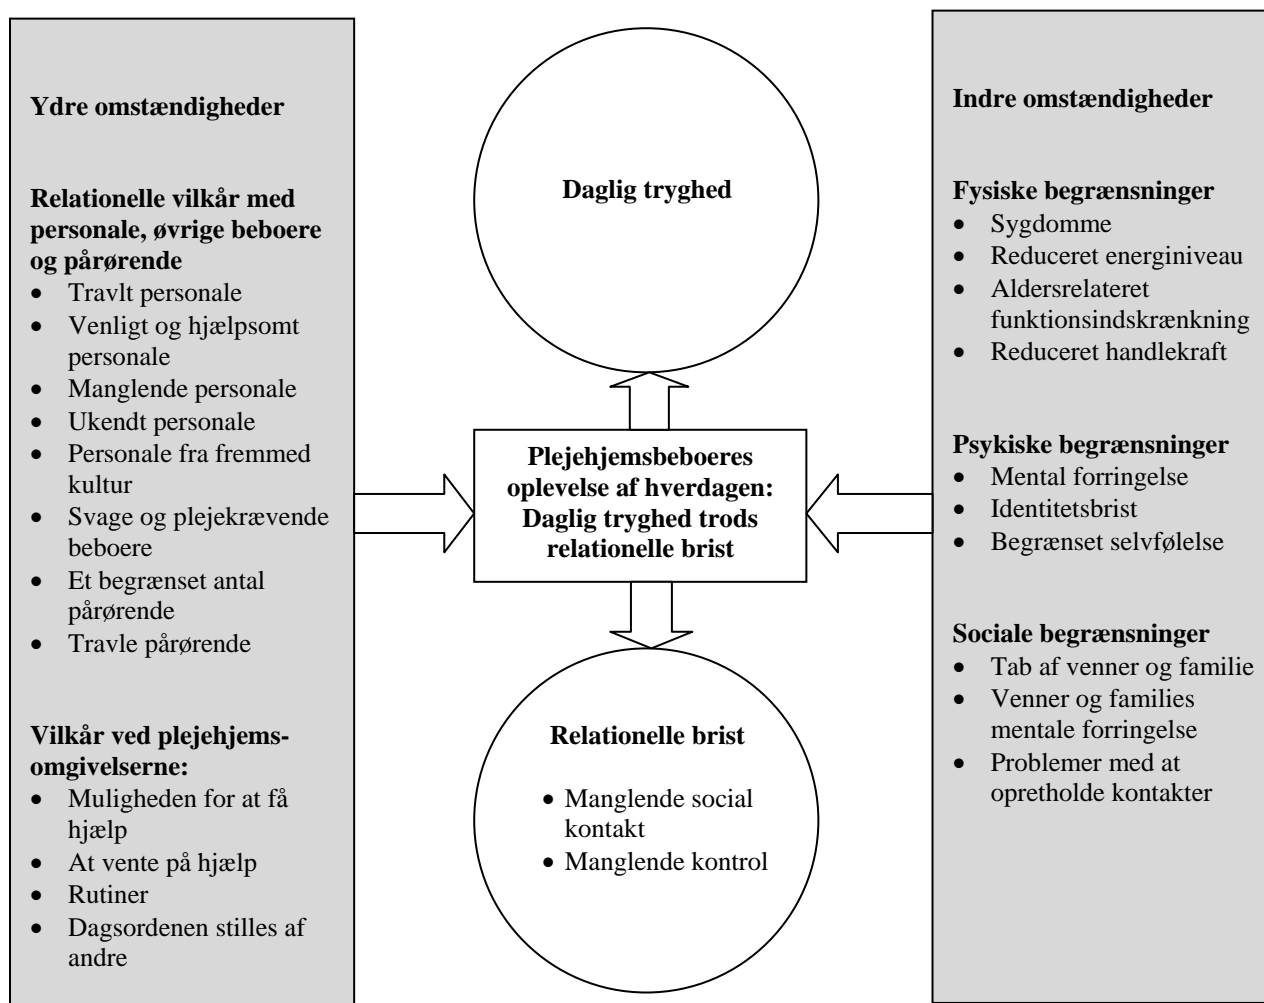 Ydre omstændigheder
Relationelle vilkår med
personale, øvrige beboere
og pårørende
• Travlt personale
• Venligt og hjælpsomt
personale
• Manglende personale
• Ukendt personale
• Personale fra fremmed
kultur
• Svage og plejekrævende
beboere
• Et begrænset antal
pårørende
• Travle pårørende
Vilkår ved plejehjems-
omgivelserne:
• Muligheden for at få
hjælp
• At vente på hjælp
• Rutiner
• Dagsordenen stilles af
andre
Daglig tryghed
Plejehjemsbeboeres
oplevelse af hverdagen:
Daglig tryghed trods
relationelle brist
Relationelle brist
• Manglende social
kontakt
• Manglende kontrol
Indre omstændigheder
Fysiske begrænsninger
• Sygdomme
• Reduceret energiniveau
• Aldersrelateret
funktionsindskrænkning
• Reduceret handlekraft
Psykiske begrænsninger
• Mental forringelse
• Identitetsbrist
• Begrænset selvfølelse
Sociale begrænsninger
• Tab af venner og familie
• Venner og families
mentale forringelse
• Problemer med at
opretholde kontakter